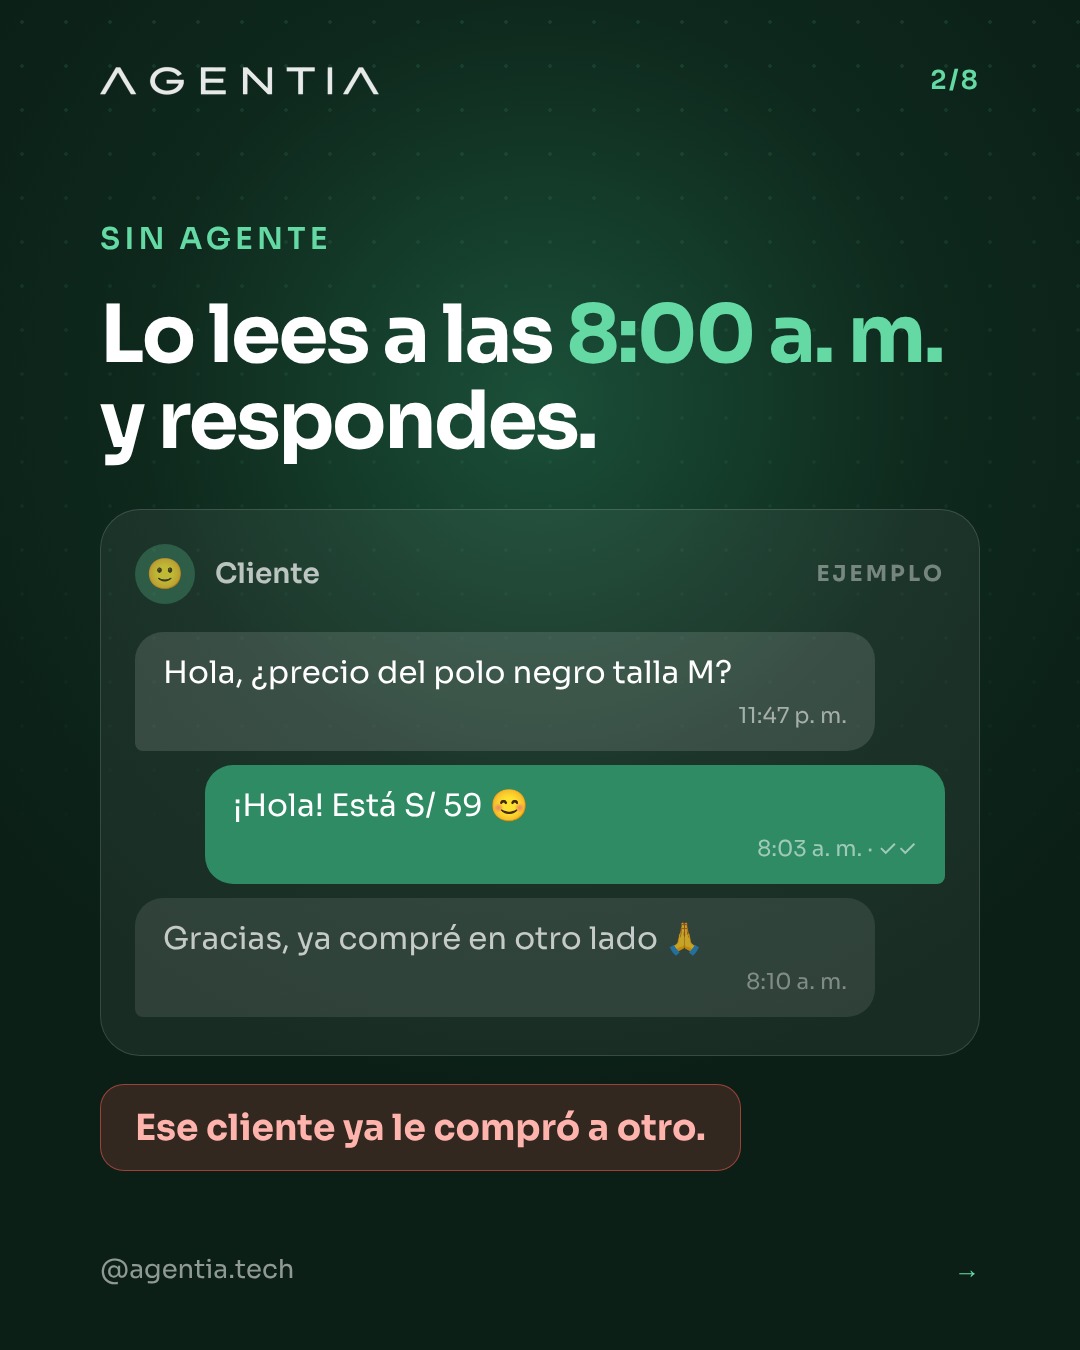 AGENTIA
2/8
SIN AGENTE
Lo lees a las 8:00 a. m.
y respondes.
🙂 Cliente
EJEMPLO
Hola, ¿precio del polo negro talla M?
11:47 p. m.
¡Hola! Está S/ 59 😊
8:03 a. m. · ✓✓
Gracias, ya compré en otro lado 🙏
8:10 a. m.
Ese cliente ya le compró a otro.
@agentia.tech
→